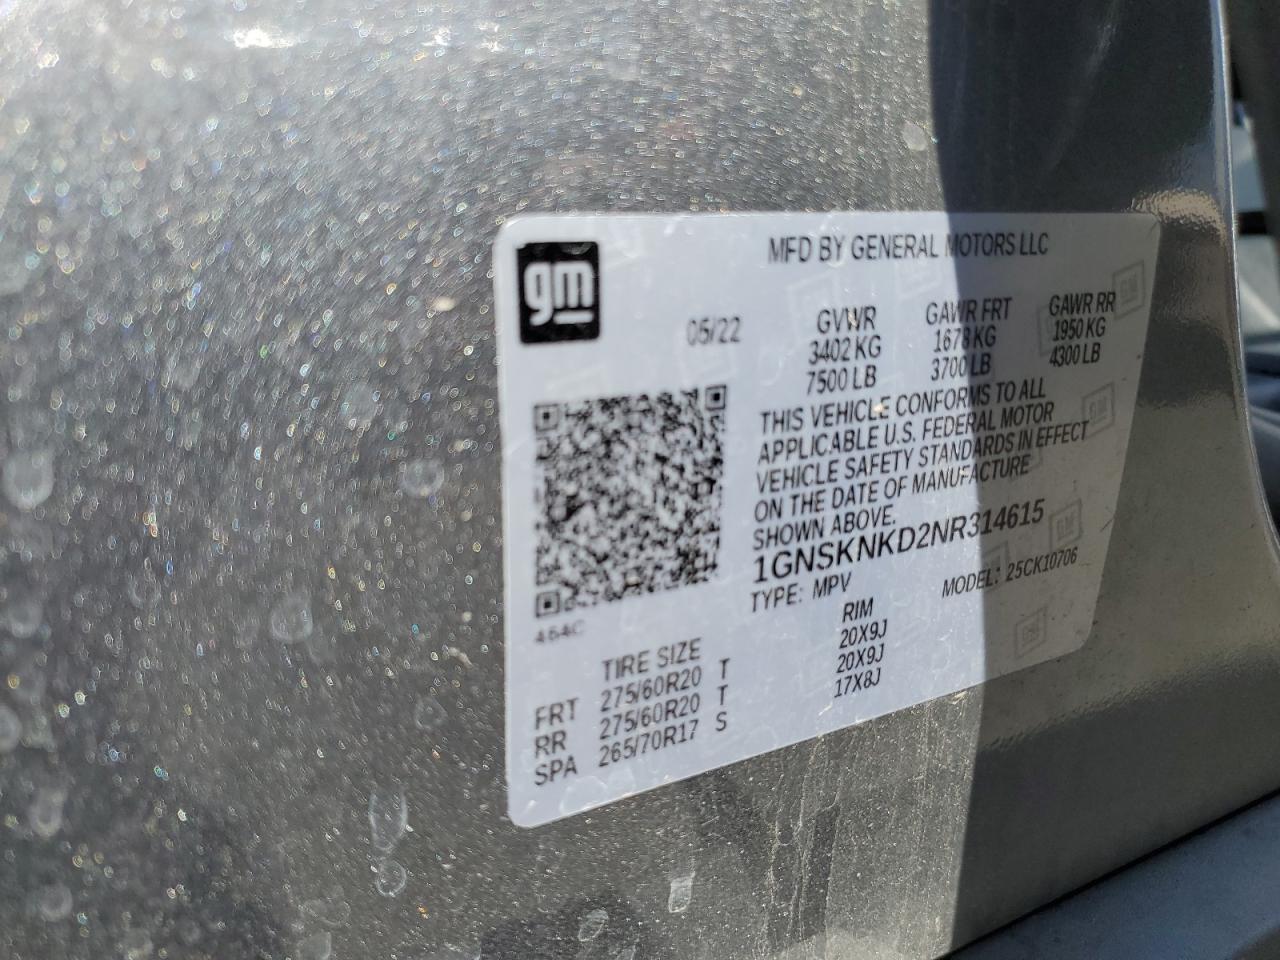 gm
MFD BY GENERAL MOTORS LLC
05/22
GVWR GAWR FRT GAWR RR
3402 KG 1678 KG 1950 KG
7500 LB 3700 LB 4300 LB
THIS VEHICLE CONFORMS TO ALL
APPLICABLE U.S. FEDERAL MOTOR
VEHICLE SAFETY STANDARDS IN EFFECT
ON THE DATE OF MANUFACTURE
SHOWN ABOVE.
1GNSKNKD2NR314615
TYPE: MPV MODEL: 25CK10706
464C
TIRE SIZE RIM
FRT 275/60R20 T 20X9J
RR 275/60R20 T 20X9J
SPA 265/70R17 S 17X8J